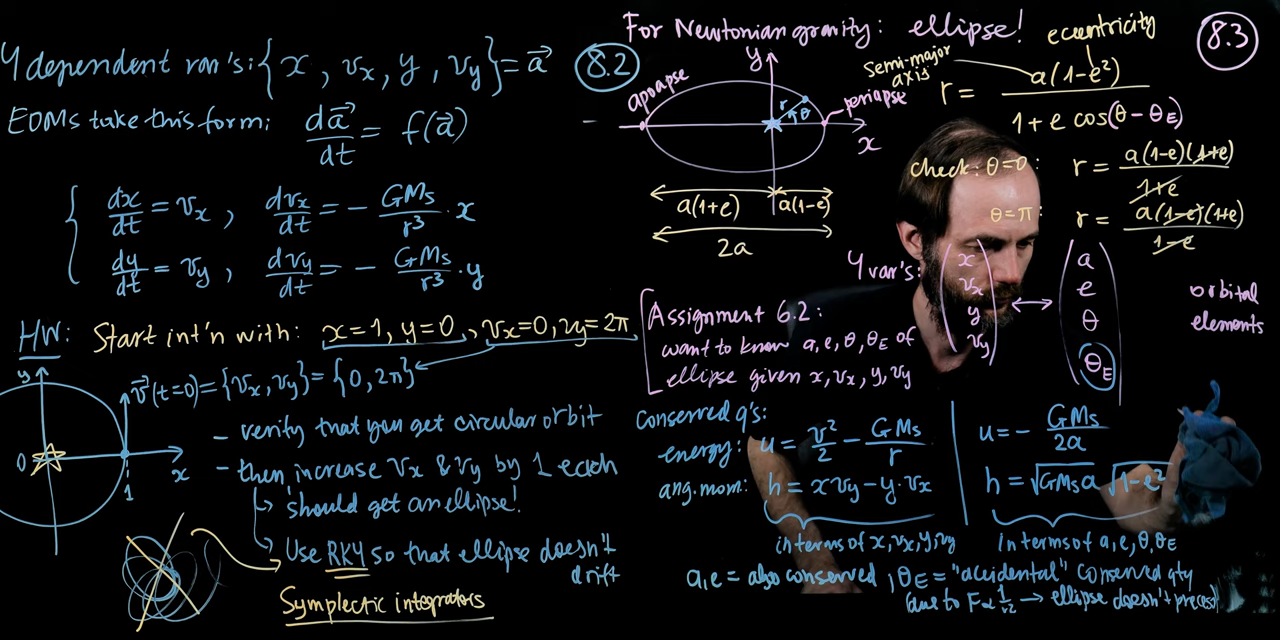 4 dependent var's: { x , vx , y , vy } = a⃗
8.2
EOMs take this form: da⃗/dt = f(a⃗)
dx/dt = vx , dvx/dt = - GMs/r³ · x
dy/dt = vy , dvy/dt = - GMs/r³ · y
HW: Start int'n with: x=1, y=0 , vx=0, vy=2π
y
v⃗(t=0) = {vx, vy} = {0, 2π}
0
x
1
- verify that you get circular orbit
- then increase vx & vy by 1 each
↳ should get an ellipse!
↳ Use RK4 so that ellipse doesn't
drift
Symplectic integrators
For Newtonian gravity: ellipse!
8.3
eccentricity
Semi-major
axis
r = a(1-e²) / 1+e cos(θ-θE)
y
apoapse
r
θ
periapse
x
a(1+e)
a(1-e)
2a
check: θ=0: r = a(1-e)(1+e) / 1+e
θ=π: r = a(1-e)(1+e) / 1-e
4 var's: ( x vx y vy ) ↔ ( a e θ θE )
orbital
elements
Assignment 6.2:
want to know a, e, θ, θE of
ellipse given x, vx, y, vy
Conserved q's:
energy: u = v²/2 - GMs/r
u = - GMs/2a
ang. mom: h = x vy - y · vx
h = √GMsa √1-e²
in terms of x, vx, y, vy
in terms of a, e, θ, θE
a, e = also conserved , θE = "accidental" conserved qty
(due to F∝ 1/r² → ellipse doesn't precess)